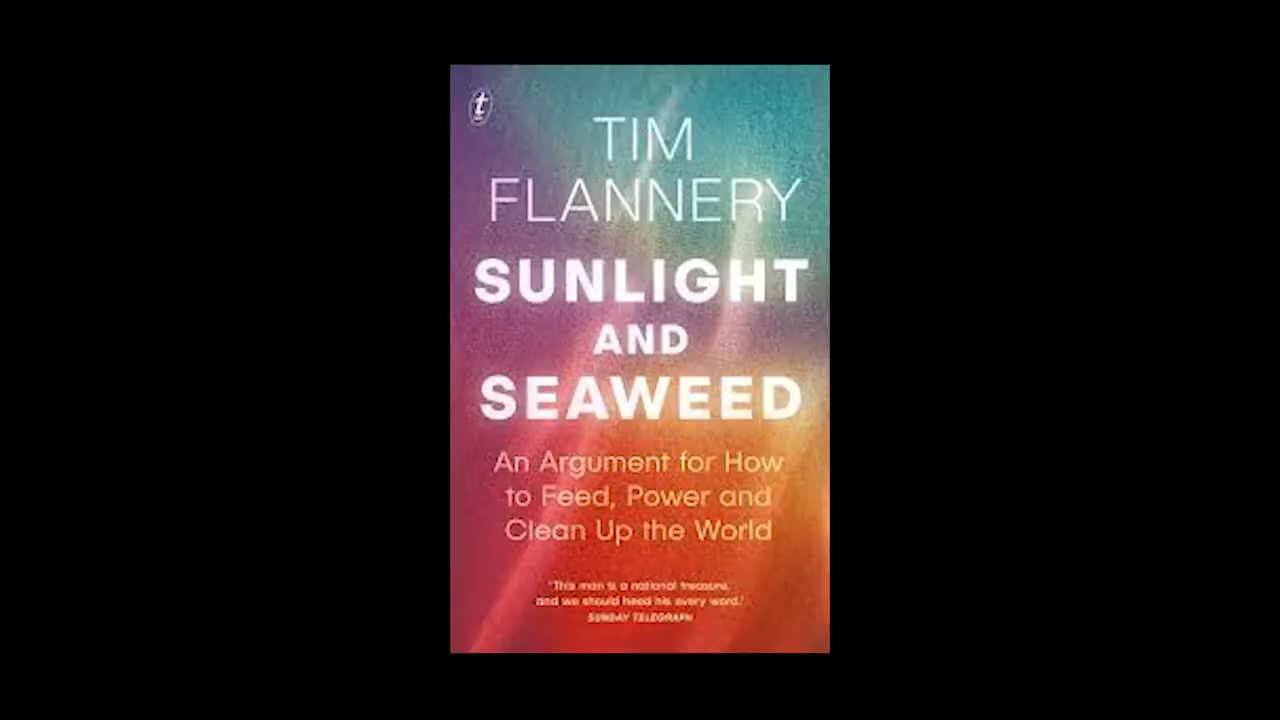 t
TIM
FLANNERY
SUNLIGHT
AND
SEAWEED
An Argument for How
to Feed, Power and
Clean Up the World
'This man is a national treasure,
and we should heed his every word.'
SUNDAY TELEGRAPH